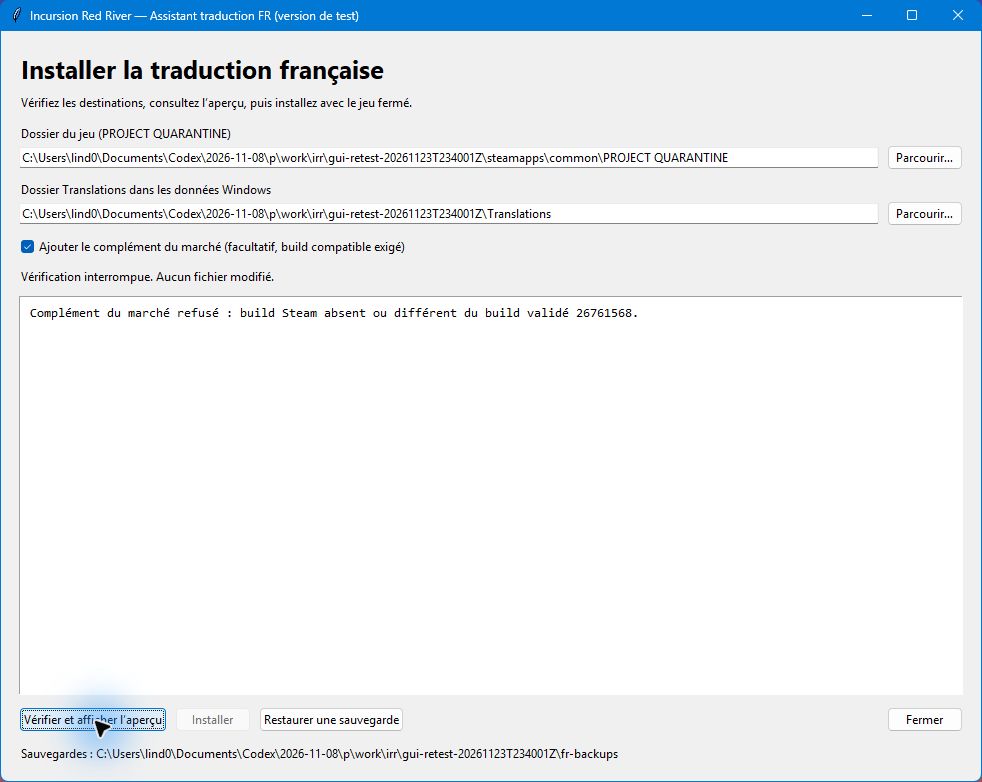 Incursion Red River — Assistant traduction FR (version de test)
Installer la traduction française
Vérifiez les destinations, consultez l’aperçu, puis installez avec le jeu fermé.
Dossier du jeu (PROJECT QUARANTINE)
C:\Users\lind0\Documents\Codex\2026-11-08\p\work\irr\gui-retest-20261123T234001Z\steamapps\common\PROJECT QUARANTINE
Parcourir...
Dossier Translations dans les données Windows
C:\Users\lind0\Documents\Codex\2026-11-08\p\work\irr\gui-retest-20261123T234001Z\Translations
Parcourir...
Ajouter le complément du marché (facultatif, build compatible exigé)
Vérification interrompue. Aucun fichier modifié.
Complément du marché refusé : build Steam absent ou différent du build validé 26761568.
Vérifier et afficher l’aperçu
Installer
Restaurer une sauvegarde
Fermer
Sauvegardes : C:\Users\lind0\Documents\Codex\2026-11-08\p\work\irr\gui-retest-20261123T234001Z\fr-backups